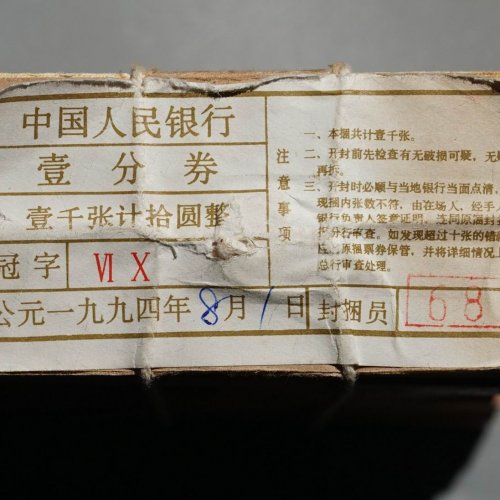 中国人民银行
壹分券
壹千张计拾圆整
冠字 VI X
公元一九九四年8月1日 封捆员 68
注意事项
一、本捆共计壹千张。
二、开封前先检查有无破损可疑，无
再拆。
三、开封时必顺与当地银行当面点清，
现捆内张数不符，由在场人、经手人
银行负责人签意证明，连同原温封
分行审查。如发现超过十张的错
原捆票券保管，并将详细情况上
总行审查处理。